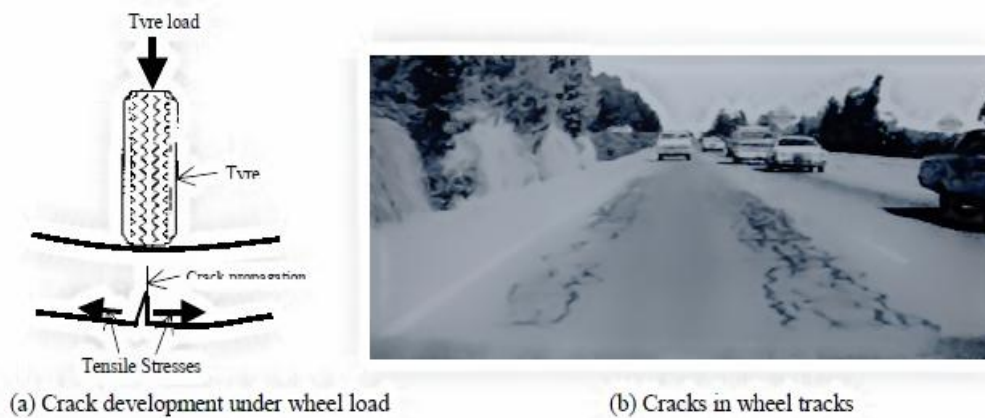 Tyre load
Tyre
Crack propagation
Tensile Stresses
(a) Crack development under wheel load
(b) Cracks in wheel tracks